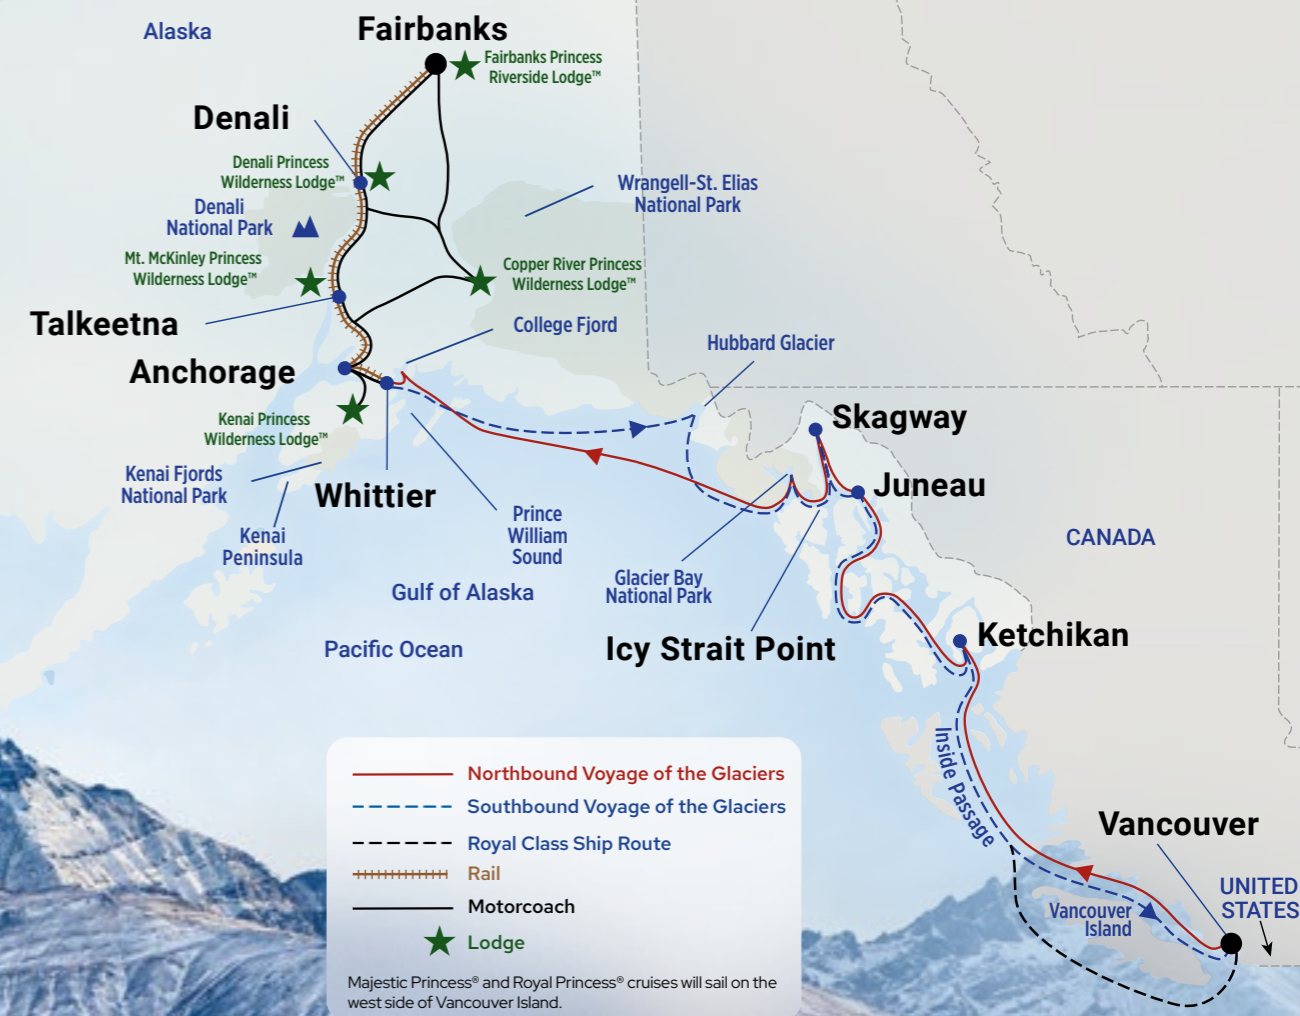 Alaska
Fairbanks
Fairbanks Princess
Riverside Lodge™
Denali
Denali Princess
Wilderness Lodge™
Denali
National Park
Wrangell-St. Elias
National Park
Mt. McKinley Princess
Wilderness Lodge™
Copper River Princess
Wilderness Lodge™
Talkeetna
College Fjord
Hubbard Glacier
Anchorage
Kenai Princess
Wilderness Lodge™
Skagway
Kenai Fjords
National Park
Whittier
Juneau
Prince
William
Sound
Kenai
Peninsula
CANADA
Gulf of Alaska
Glacier Bay
National Park
Icy Strait Point
Ketchikan
Pacific Ocean
Inside Passage
Vancouver
UNITED
STATES
Vancouver
Island
Northbound Voyage of the Glaciers
Southbound Voyage of the Glaciers
Royal Class Ship Route
Rail
Motorcoach
Lodge
Majestic Princess® and Royal Princess® cruises will sail on the
west side of Vancouver Island.